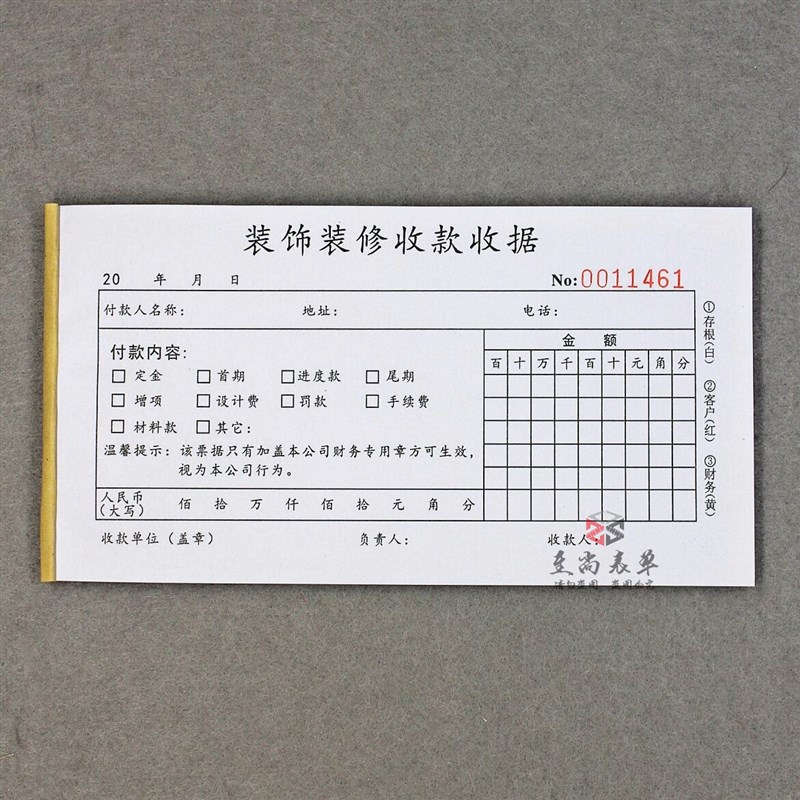 装饰装修收款收据
20 年 月 日 No:0011461
付款人名称: 地址: 电话:
付款内容:
□ 定金 □ 首期 □ 进度款 □ 尾期
□ 增项 □ 设计费 □ 罚款 □ 手续费
□ 材料款 □ 其它:
温馨提示: 该票据只有加盖本公司财务专用章方可生效,
视为本公司行为。
金 额
百 十 万 千 百 十 元 角 分
人民币
(大写) 佰 拾 万 仟 佰 拾 元 角 分
收款单位(盖章) 负责人: 收款人:
①存根(白) ②客户(红) ③财务(黄)
尚表单